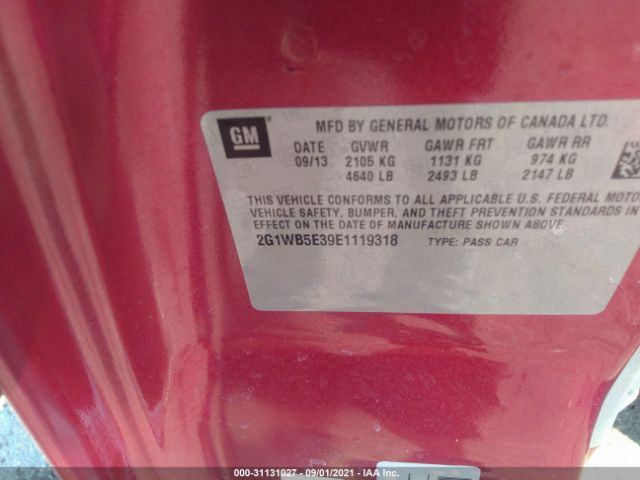 GM
MFD BY GENERAL MOTORS OF CANADA LTD.
DATE GVWR GAWR FRT GAWR RR
09/13 2105 KG 1131 KG 974 KG
4640 LB 2493 LB 2147 LB
THIS VEHICLE CONFORMS TO ALL APPLICABLE U.S. FEDERAL MOTO
VEHICLE SAFETY, BUMPER, AND THEFT PREVENTION STANDARDS IN
EFFECT ON THE DATE OF MANUFACTURE SHOWN ABOVE.
2G1WB5E39E1119318 TYPE: PASS CAR
000-31131027 - 09/01/2021 - IAA Inc.